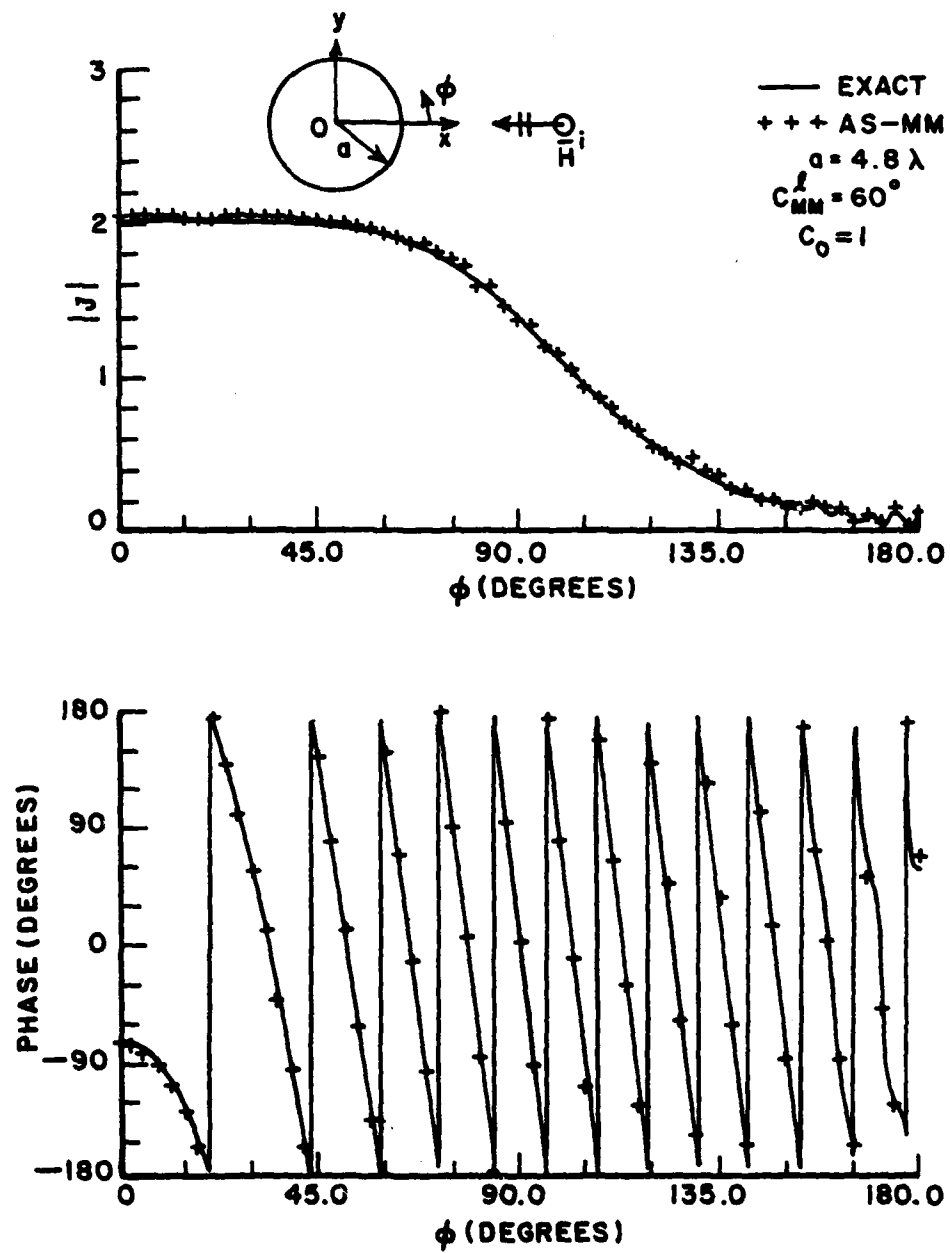 y
3
ϕ
— EXACT
O
x
H̄ⁱ
+ + + AS-MM
a
a = 4.8 λ
C^ℓ_MM = 60°
C_0 = 1
2
|J|
1
0
0 45.0 90.0 135.0 180.0
ϕ (DEGREES)
180
90
0
−90
−180
PHASE (DEGREES)
0 45.0 90.0 135.0 180.0
ϕ (DEGREES)